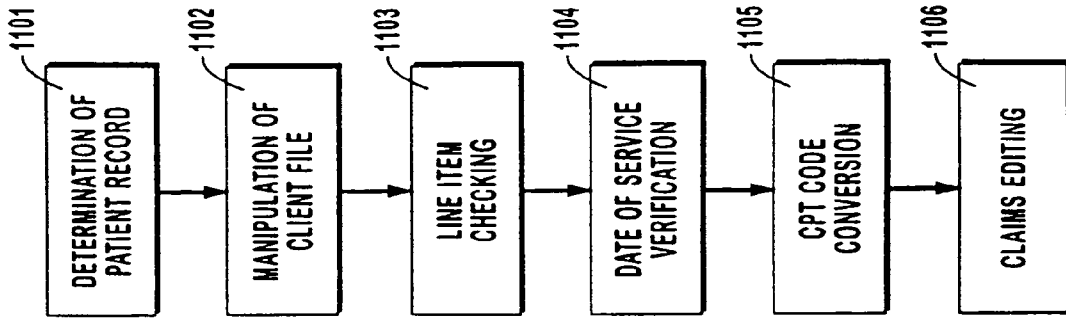 1101
DETERMINATION OF
PATIENT RECORD
1102
MANIPULATION OF
CLIENT FILE
1103
LINE ITEM
CHECKING
1104
DATE OF SERVICE
VERIFICATION
1105
CPT CODE
CONVERSION
1106
CLAIMS EDITING